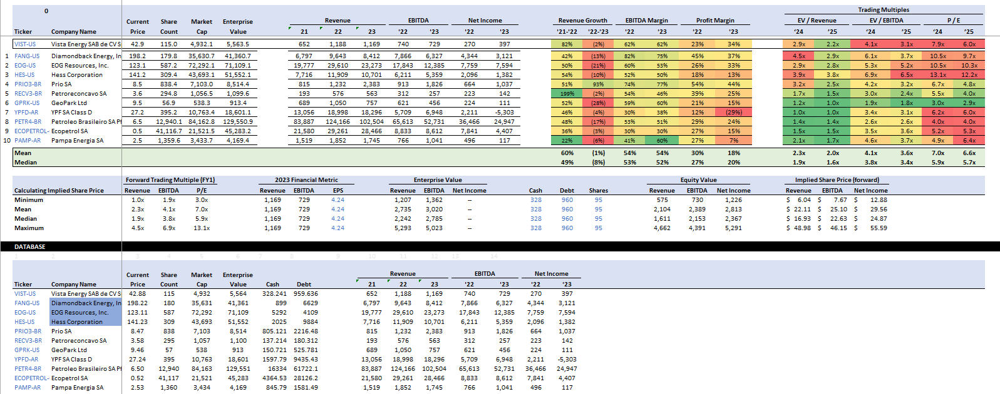 0
Trading Multiples
Current Share Market Enterprise Revenue EBITDA Net Income Revenue Growth EBITDA Margin Profit Margin EV / Revenue EV / EBITDA P / E
Ticker Company Name Price Count Cap Value 21 22 23 '22 '23 '22 '23 '21-'22 '22-'23 '22 '23 '22 '23 '24 '25 '24 '25 '24 '25
VIST-US Vista Energy SAB de CV S 42.9 115.0 4,932.1 5,563.5 652 1,188 1,169 740 729 270 397 82% (2%) 62% 62% 23% 34% 2.9x 2.2x 4.1x 3.1x 7.9x 6.0x
1 FANG-US Diamondback Energy, In 198.2 179.8 35,630.7 41,360.7 6,797 9,643 8,412 7,866 6,327 4,344 3,121 42% (13%) 82% 75% 45% 37% 4.5x 2.9x 6.1x 3.7x 10.5x 9.7x
2 EOG-US EOG Resources, Inc. 123.1 587.2 72,292.1 71,109.1 19,777 29,610 23,273 17,843 12,385 7,759 7,594 50% (21%) 60% 53% 26% 33% 2.9x 2.8x 5.3x 5.2x 10.5x 10.3x
3 HES-US Hess Corporation 141.2 309.4 43,693.1 51,552.1 7,716 11,909 10,701 6,211 5,359 2,096 1,382 54% (10%) 52% 50% 18% 13% 3.9x 3.8x 6.9x 6.5x 13.1x 12.2x
4 PRIO3-BR Prio SA 8.5 838.4 7,103.0 8,514.4 815 1,232 2,383 913 1,826 664 1,037 51% 93% 74% 77% 54% 44% 3.2x 2.5x 4.2x 3.2x 6.7x 4.8x
5 RECV3-BR Petroreconcavo SA 3.6 294.8 1,056.5 1,099.6 193 576 563 312 257 223 142 199% (2%) 54% 46% 39% 25% 1.7x 1.5x 3.0x 2.4x 5.5x 4.0x
6 GPRK-US GeoPark Ltd 9.5 56.9 538.3 913.4 689 1,050 757 621 456 224 111 52% (28%) 59% 60% 21% 15% 1.2x 1.0x 1.9x 1.8x 3.0x 2.9x
7 YPFD-AR YPF SA Class D 27.2 395.2 10,763.4 18,601.1 13,056 18,998 18,296 5,709 6,948 2,211 -5,303 46% (4%) 30% 38% 12% (29%) 1.0x 1.0x 3.4x 3.1x 6.2x 6.0x
8 PETR4-BR Petroleo Brasileiro SA Pf 6.5 12,940.1 84,162.8 129,550.9 83,887 124,166 102,504 65,613 52,731 36,466 24,947 48% (17%) 53% 51% 29% 24% 1.4x 1.4x 2.6x 2.6x 4.0x 4.0x
9 ECOPETROL- Ecopetrol SA 0.5 41,116.7 21,521.5 45,283.2 21,580 29,261 28,466 8,833 8,612 7,841 4,407 36% (3%) 30% 30% 27% 15% 1.5x 1.5x 3.5x 3.6x 5.2x 5.3x
10 PAMP-AR Pampa Energia SA 2.5 1,359.6 3,433.7 4,169.4 1,519 1,852 1,745 766 1,041 496 117 22% (6%) 41% 60% 27% 7% 2.1x 1.7x 4.6x 3.7x 4.9x 6.4x
Mean 60% (1%) 54% 54% 30% 18% 2.3x 2.0x 4.1x 3.6x 7.0x 6.6x
Median 49% (8%) 53% 52% 27% 20% 1.9x 1.6x 3.8x 3.4x 5.9x 5.7x
Forward Trading Multiple (FY1) 2023 Financial Metric Enterprise Value Equity Value Implied Share Price (forward)
Calculating Implied Share Price Revenue EBITDA P/E Revenue EBITDA EPS Revenue EBITDA Net Income Cash Debt Shares Revenue EBITDA Net Income Revenue EBITDA Net Income
Minimum 1.0x 1.9x 3.0x 1,169 729 4.24 1,207 1,362 -- 328 960 95 575 730 1,226 $ 6.04 $ 7.67 $ 12.88
Mean 2.3x 4.1x 7.0x 1,169 729 4.24 2,735 3,020 -- 328 960 95 2,104 2,389 2,813 $ 22.11 $ 25.10 $ 29.56
Median 1.9x 3.8x 5.9x 1,169 729 4.24 2,242 2,785 -- 328 960 95 1,611 2,153 2,367 $ 16.93 $ 22.63 $ 24.87
Maximum 4.5x 6.9x 13.1x 1,169 729 4.24 5,293 5,023 -- 328 960 95 4,662 4,391 5,291 $ 48.98 $ 46.15 $ 55.59
DATABASE
1 2 3 4 5 6 7 8 9 10 11 12 13 14
Current Share Market Enterprise Revenue EBITDA Net Income
Ticker Company Name Price Count Cap Value Cash Debt 21 22 23 '22 '23 '22 '23
VIST-US Vista Energy SAB de CV S 42.88 115 4,932 5,564 328.241 959.636 652 1,188 1,169 740 729 270 397
FANG-US Diamondback Energy, In 198.22 180 35,631 41,361 899 6629 6,797 9,643 8,412 7,866 6,327 4,344 3,121
EOG-US EOG Resources, Inc. 123.11 587 72,292 71,109 5292 4109 19,777 29,610 23,273 17,843 12,385 7,759 7,594
HES-US Hess Corporation 141.23 309 43,693 51,552 2025 9884 7,716 11,909 10,701 6,211 5,359 2,096 1,382
PRIO3-BR Prio SA 8.47 838 7,103 8,514 805.121 2216.48 815 1,232 2,383 913 1,826 664 1,037
RECV3-BR Petroreconcavo SA 3.58 295 1,057 1,100 137.214 180.312 193 576 563 312 257 223 142
GPRK-US GeoPark Ltd 9.46 57 538 913 150.721 525.781 689 1,050 757 621 456 224 111
YPFD-AR YPF SA Class D 27.24 395 10,763 18,601 1597.79 9435.43 13,056 18,998 18,296 5,709 6,948 2,211 -5,303
PETR4-BR Petroleo Brasileiro SA Pf 6.50 12,940 84,163 129,551 16334 61722.1 83,887 124,166 102,504 65,613 52,731 36,466 24,947
ECOPETROL- Ecopetrol SA 0.52 41,117 21,521 45,283 4364.53 28126.2 21,580 29,261 28,466 8,833 8,612 7,841 4,407
PAMP-AR Pampa Energia SA 2.53 1,360 3,434 4,169 845.79 1581.49 1,519 1,852 1,745 766 1,041 496 117